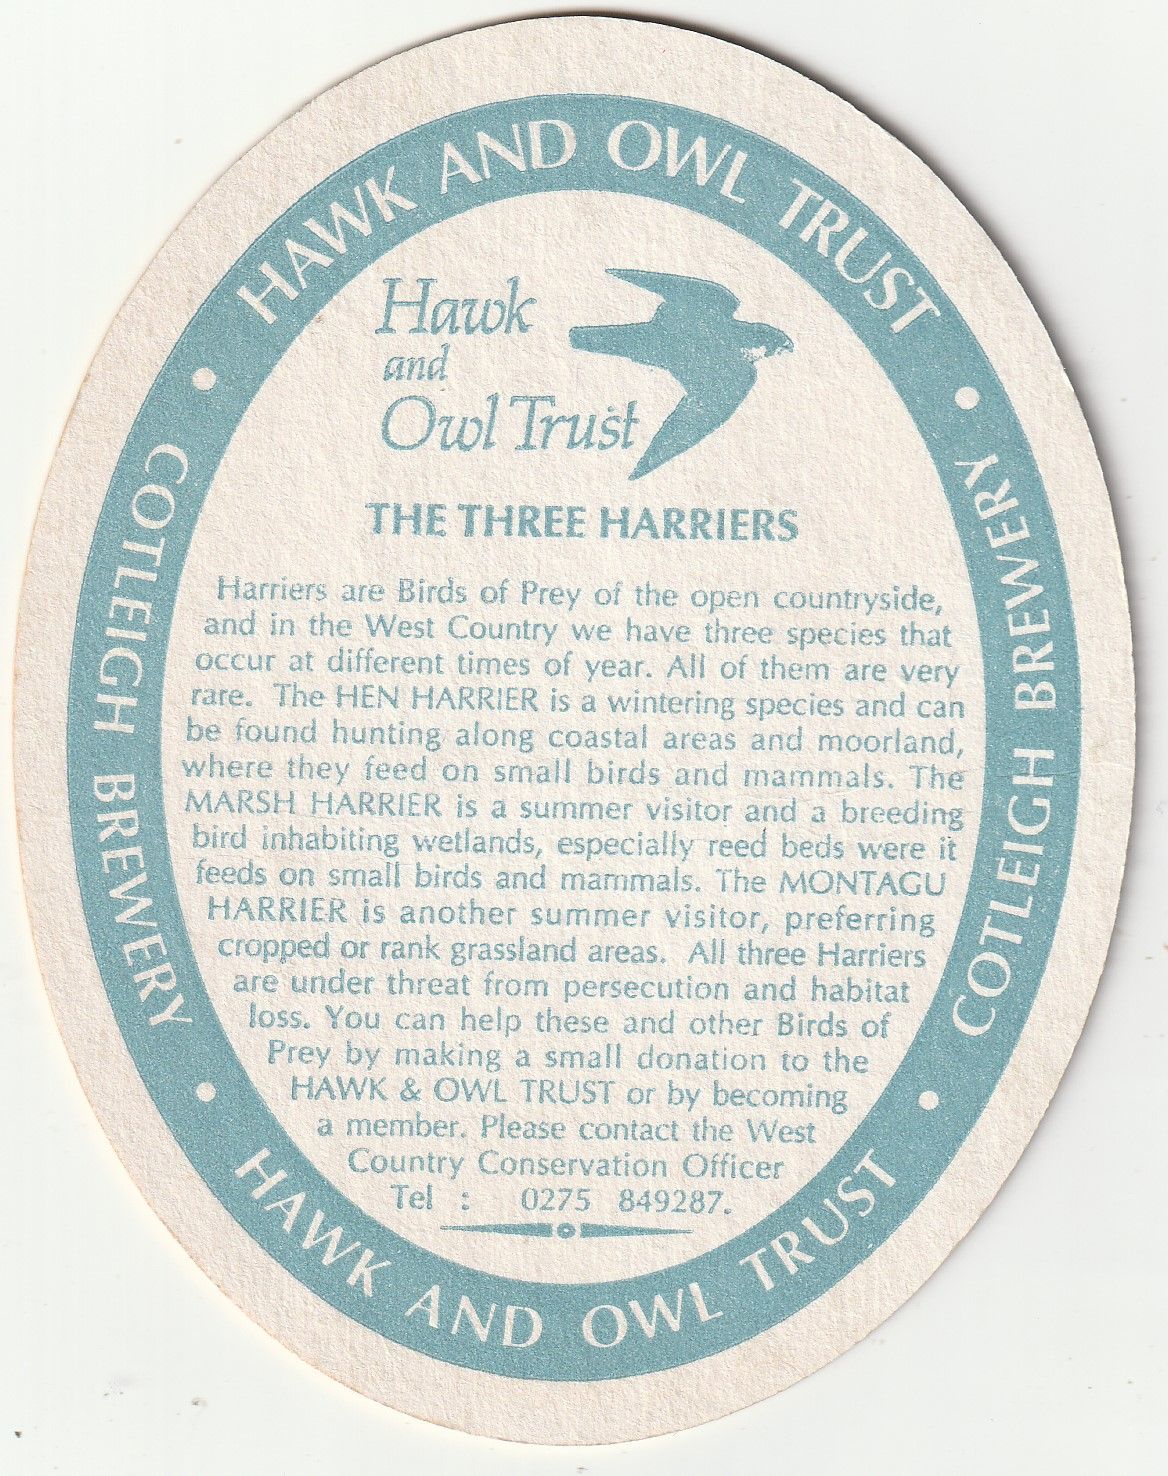 HAWK AND OWL TRUST
COTLEIGH BREWERY
COTLEIGH BREWERY
HAWK AND OWL TRUST
Hawk
and
Owl Trust
THE THREE HARRIERS
Harriers are Birds of Prey of the open countryside,
and in the West Country we have three species that
occur at different times of year. All of them are very
rare. The HEN HARRIER is a wintering species and can
be found hunting along coastal areas and moorland,
where they feed on small birds and mammals. The
MARSH HARRIER is a summer visitor and a breeding
bird inhabiting wetlands, especially reed beds were it
feeds on small birds and mammals. The MONTAGU
HARRIER is another summer visitor, preferring
cropped or rank grassland areas. All three Harriers
are under threat from persecution and habitat
loss. You can help these and other Birds of
Prey by making a small donation to the
HAWK & OWL TRUST or by becoming
a member. Please contact the West
Country Conservation Officer
Tel : 0275 849287.